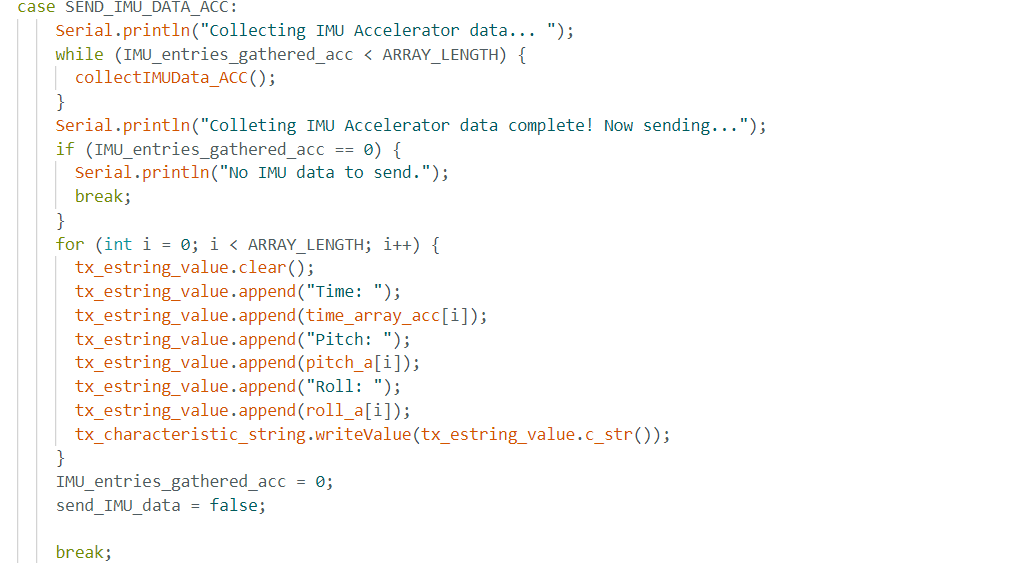 case SEND_IMU_DATA_ACC:
Serial.println("Collecting IMU Accelerator data... ");
while (IMU_entries_gathered_acc < ARRAY_LENGTH) {
collectIMUData_ACC();
}
Serial.println("Colleting IMU Accelerator data complete! Now sending...");
if (IMU_entries_gathered_acc == 0) {
Serial.println("No IMU data to send.");
break;
}
for (int i = 0; i < ARRAY_LENGTH; i++) {
tx_estring_value.clear();
tx_estring_value.append("Time: ");
tx_estring_value.append(time_array_acc[i]);
tx_estring_value.append("Pitch: ");
tx_estring_value.append(pitch_a[i]);
tx_estring_value.append("Roll: ");
tx_estring_value.append(roll_a[i]);
tx_characteristic_string.writeValue(tx_estring_value.c_str());
}
IMU_entries_gathered_acc = 0;
send_IMU_data = false;
break;